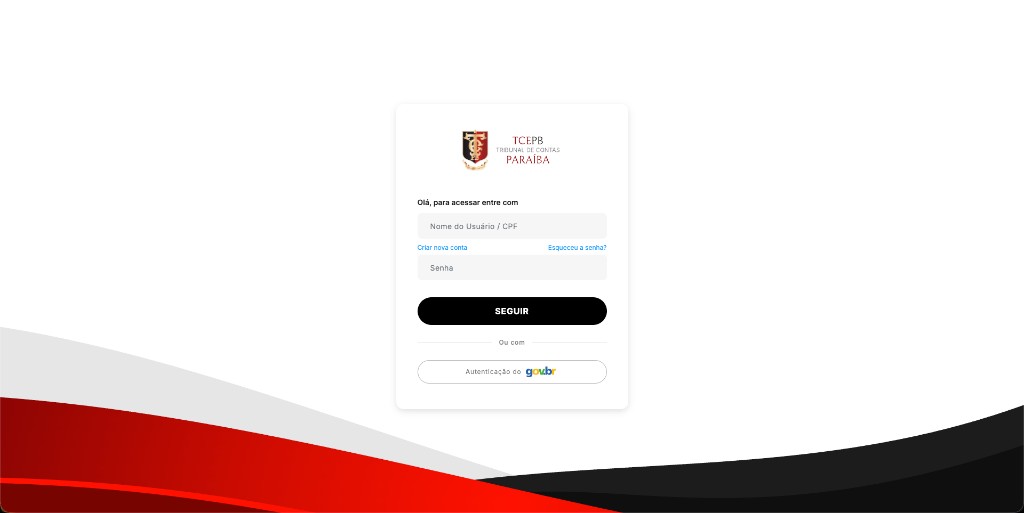 TCEPB
TRIBUNAL DE CONTAS
PARAÍBA
Olá, para acessar entre com
Nome do Usuário / CPF
Criar nova conta
Esqueceu a senha?
Senha
SEGUIR
Ou com
Autenticação do gov.br